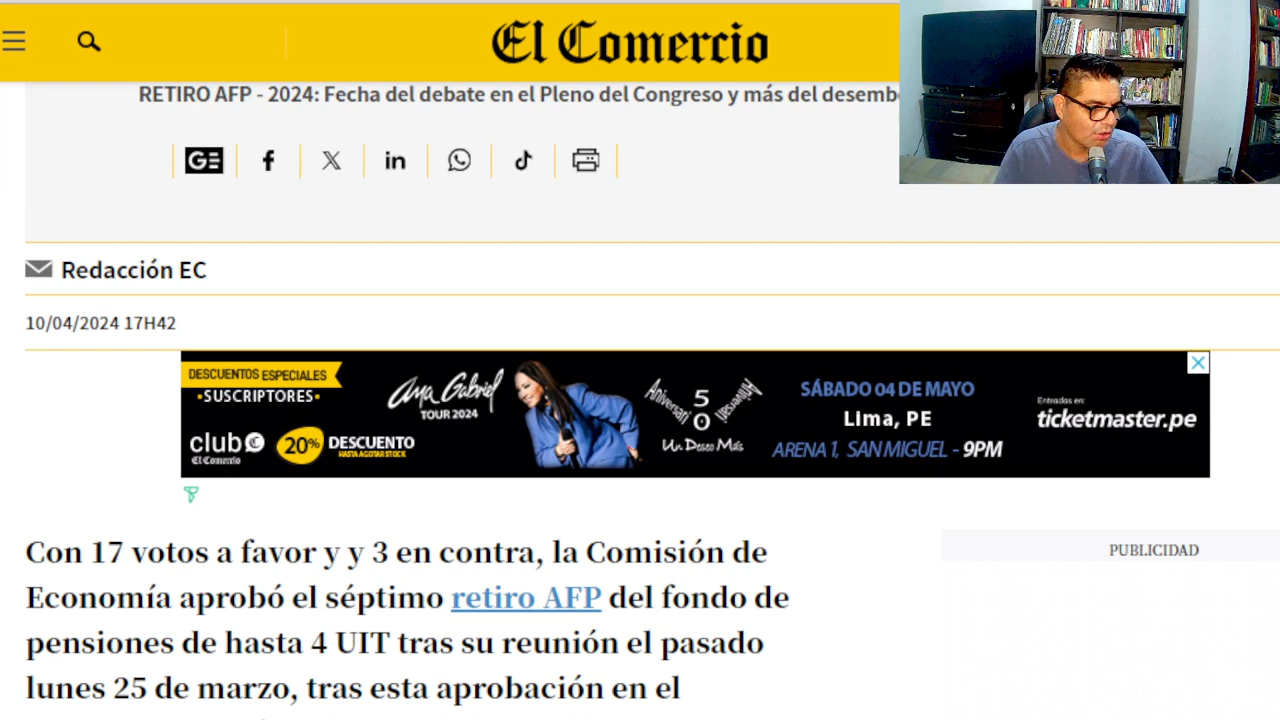 El Comercio
RETIRO AFP - 2024: Fecha del debate en el Pleno del Congreso y más del desemb
GE
Redacción EC
10/04/2024 17H42
DESCUENTOS ESPECIALES
•SUSCRIPTORES•
club
El Comercio
20% DESCUENTO
HASTA AGOTAR STOCK
Ana Gabriel
TOUR 2024
Aniversario
50
Aniversario
Un Deseo Más
SÁBADO 04 DE MAYO
Lima, PE
ARENA 1, SAN MIGUEL - 9PM
Entradas en:
ticketmaster.pe
Con 17 votos a favor y y 3 en contra, la Comisión de
Economía aprobó el séptimo retiro AFP del fondo de
pensiones de hasta 4 UIT tras su reunión el pasado
lunes 25 de marzo, tras esta aprobación en el
PUBLICIDAD